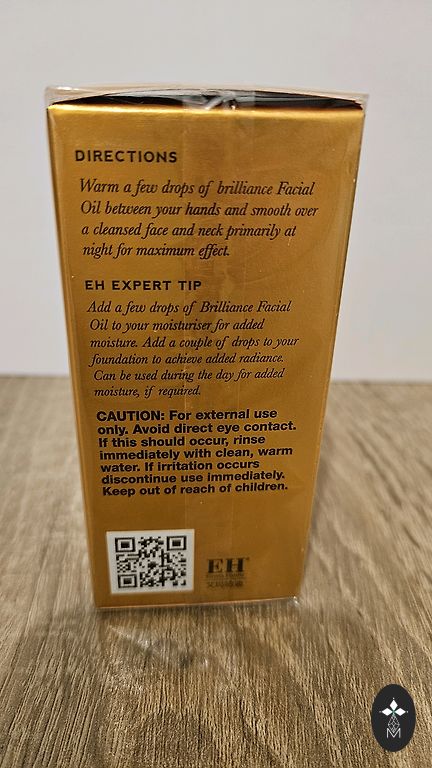 DIRECTIONS
Warm a few drops of brilliance Facial
Oil between your hands and smooth over
a cleansed face and neck primarily at
night for maximum effect.
EH EXPERT TIP
Add a few drops of Brilliance Facial
Oil to your moisturiser for added
moisture. Add a couple of drops to your
foundation to achieve added radiance.
Can be used during the day for added
moisture, if required.
CAUTION: For external use
only. Avoid direct eye contact.
If this should occur, rinse
immediately with clean, warm
water. If irritation occurs
discontinue use immediately.
Keep out of reach of children.
EH